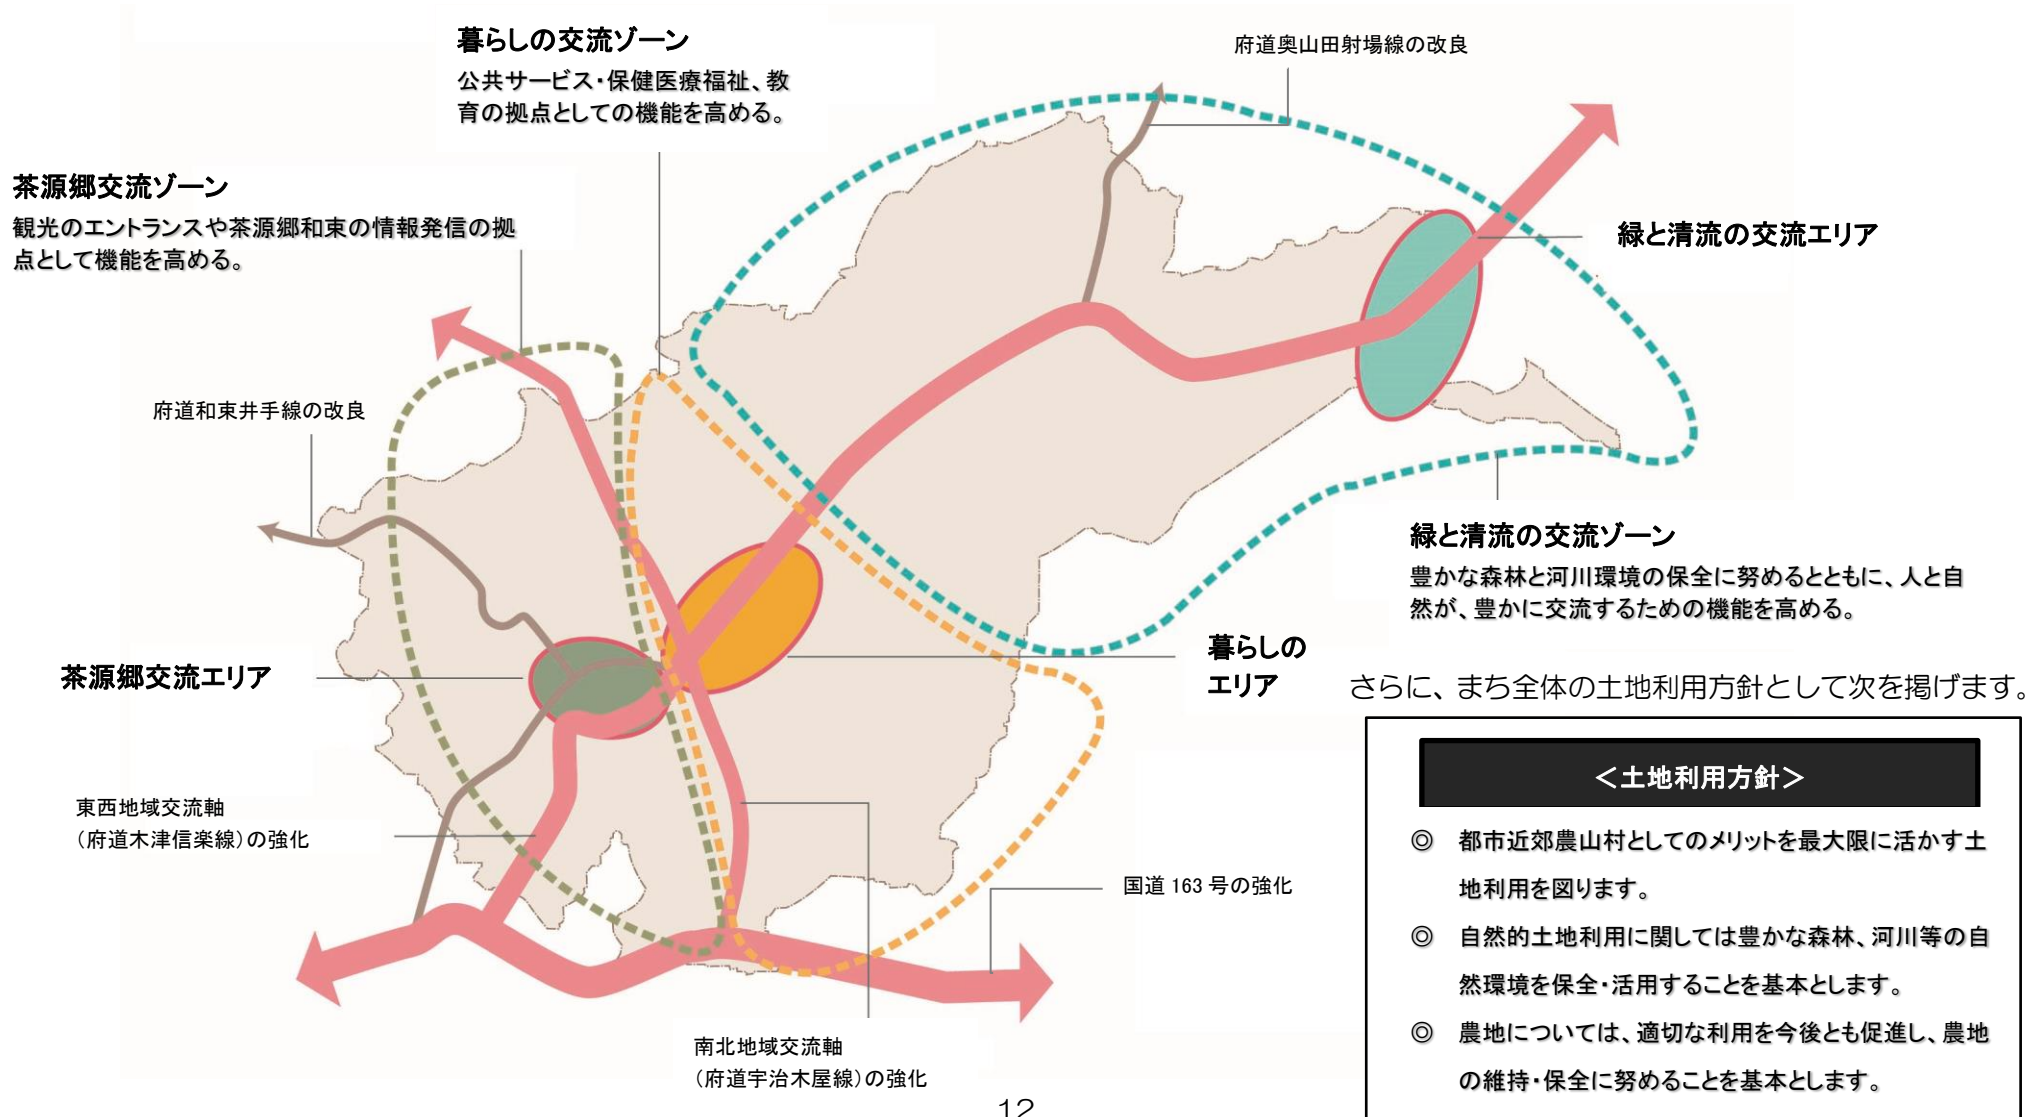 暮らしの交流ゾーン
公共サービス・保健医療福祉、教
育の拠点としての機能を高める。
府道奥山田射場線の改良
茶源郷交流ゾーン
観光のエントランスや茶源郷和束の情報発信の拠
点として機能を高める。
緑と清流の交流エリア
府道和束井手線の改良
緑と清流の交流ゾーン
豊かな森林と河川環境の保全に努めるとともに、人と自
然が、豊かに交流するための機能を高める。
暮らしの
エリア
茶源郷交流エリア
さらに、まち全体の土地利用方針として次を掲げます。
<土地利用方針>
東西地域交流軸
(府道木津信楽線)の強化
国道 163 号の強化
南北地域交流軸
(府道宇治木屋線)の強化
◎ 都市近郊農山村としてのメリットを最大限に活かす土
地利用を図ります。
◎ 自然的土地利用に関しては豊かな森林、河川等の自
然環境を保全・活用することを基本とします。
◎ 農地については、適切な利用を今後とも促進し、農地
の維持・保全に努めることを基本とします。
12